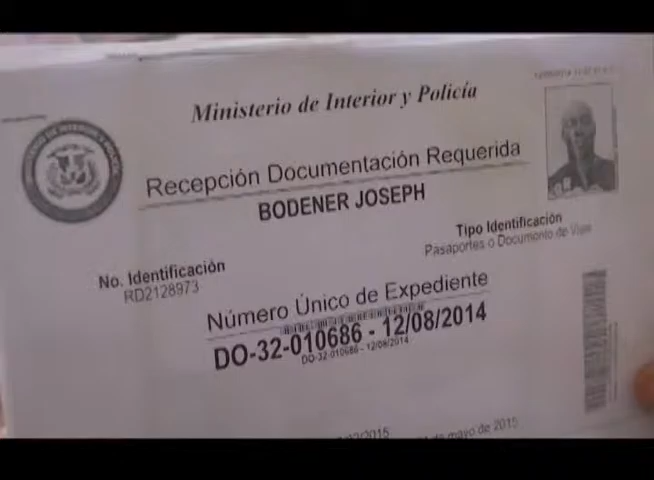 Ministerio de Interior y Policía
Recepción Documentación Requerida
BODENER JOSEPH
Tipo Identificación
Pasaportes o Documento de Viaje
No. Identificación
RD2128973
Número Único de Expediente
DO-32-010686 - 12/08/2014
DO-32-010686 - 12/08/2014
de mayo de 2015